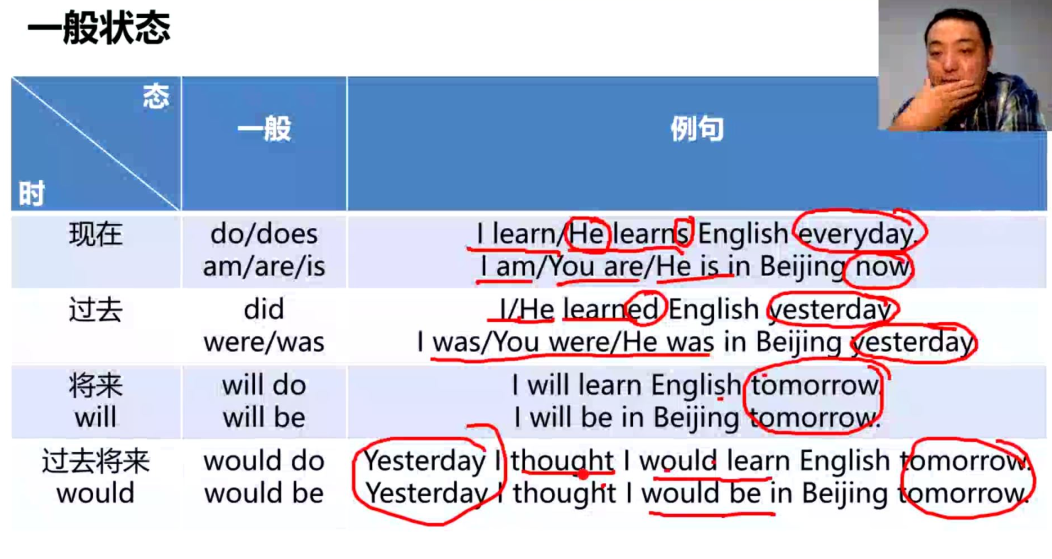 一般状态
态
时
一般
例句
现在
do/does
am/are/is
I learn/He learns English everyday.
I am/You are/He is in Beijing now
过去
did
were/was
I/He learned English yesterday
I was/You were/He was in Beijing yesterday
将来
will
will do
will be
I will learn English tomorrow.
I will be in Beijing tomorrow.
过去将来
would
would do
would be
Yesterday I thought I would learn English tomorrow.
Yesterday I thought I would be in Beijing tomorrow.